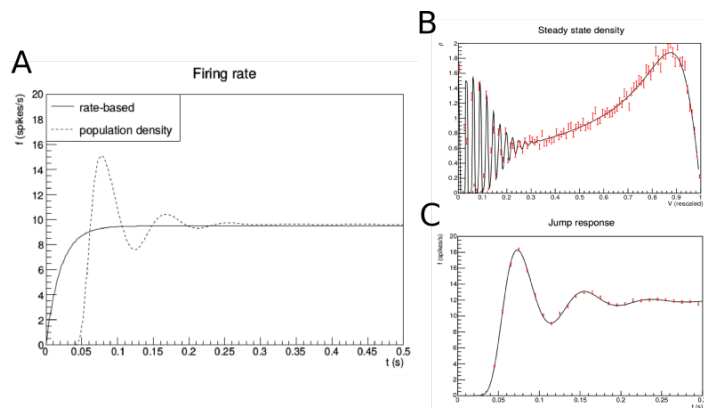 A
Firing rate
f (spikes/s)
rate-based
population density
20
18
16
14
12
10
8
6
4
2
0
0 0.05 0.1 0.15 0.2 0.25 0.3 0.35 0.4 0.45 0.5
t (s)
B
Steady state density
ρ
2
1.8
1.6
1.4
1.2
1
0.8
0.6
0.4
0.2
0
0 0.1 0.2 0.3 0.4 0.5 0.6 0.7 0.8 0.9 1
V (rescaled)
C
Jump response
f (spikes/s)
20
18
16
14
12
10
8
6
4
2
0
0 0.05 0.1 0.15 0.2 0.25 0.3
t (s)